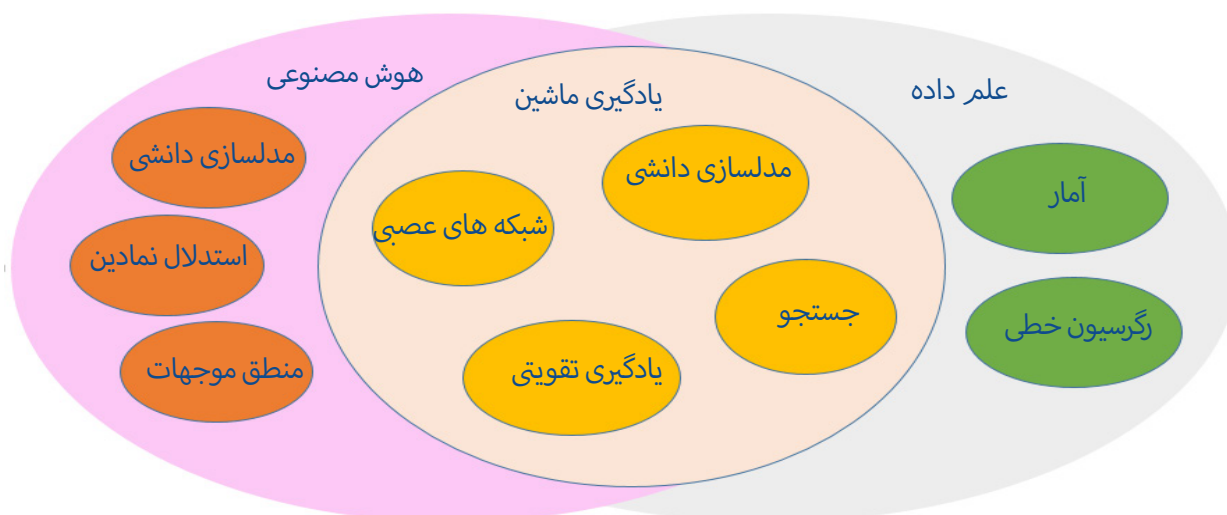 هوش مصنوعی
یادگیری ماشین
علم داده
مدلسازی دانشی
استدلال نمادین
منطق موجهات
مدلسازی دانشی
شبکه های عصبی
جستجو
یادگیری تقویتی
آمار
رگرسیون خطی